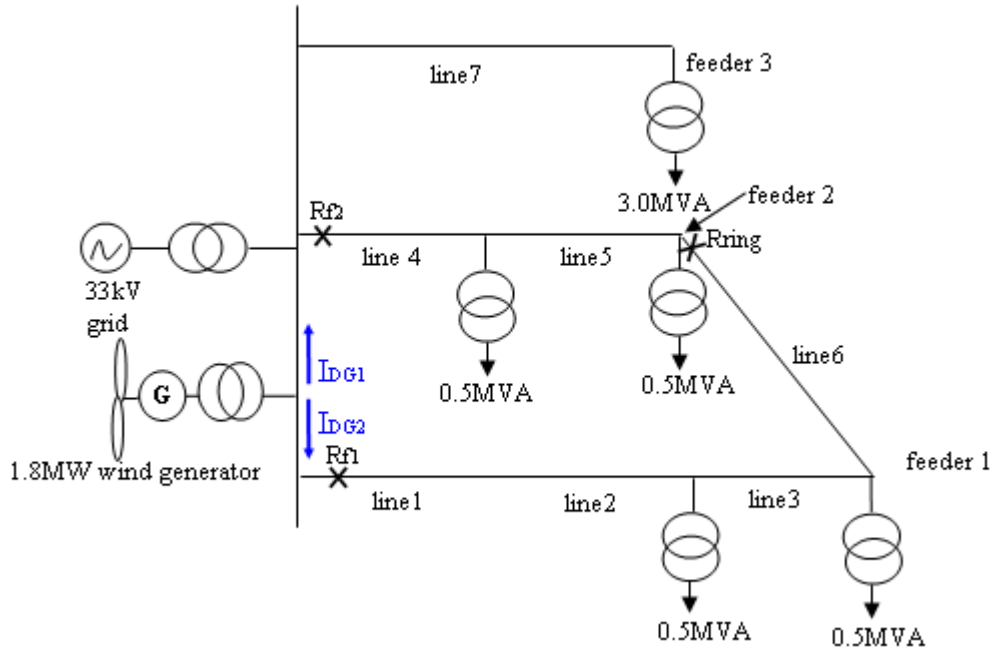 feeder 3
line7
3.0MVA
feeder 2
Rf2
Rring
line 4
line5
33kV
grid
line6
IDG1
0.5MVA
0.5MVA
G
IDG2
1.8MW wind generator
Rf1
feeder 1
line1
line2
line3
0.5MVA
0.5MVA